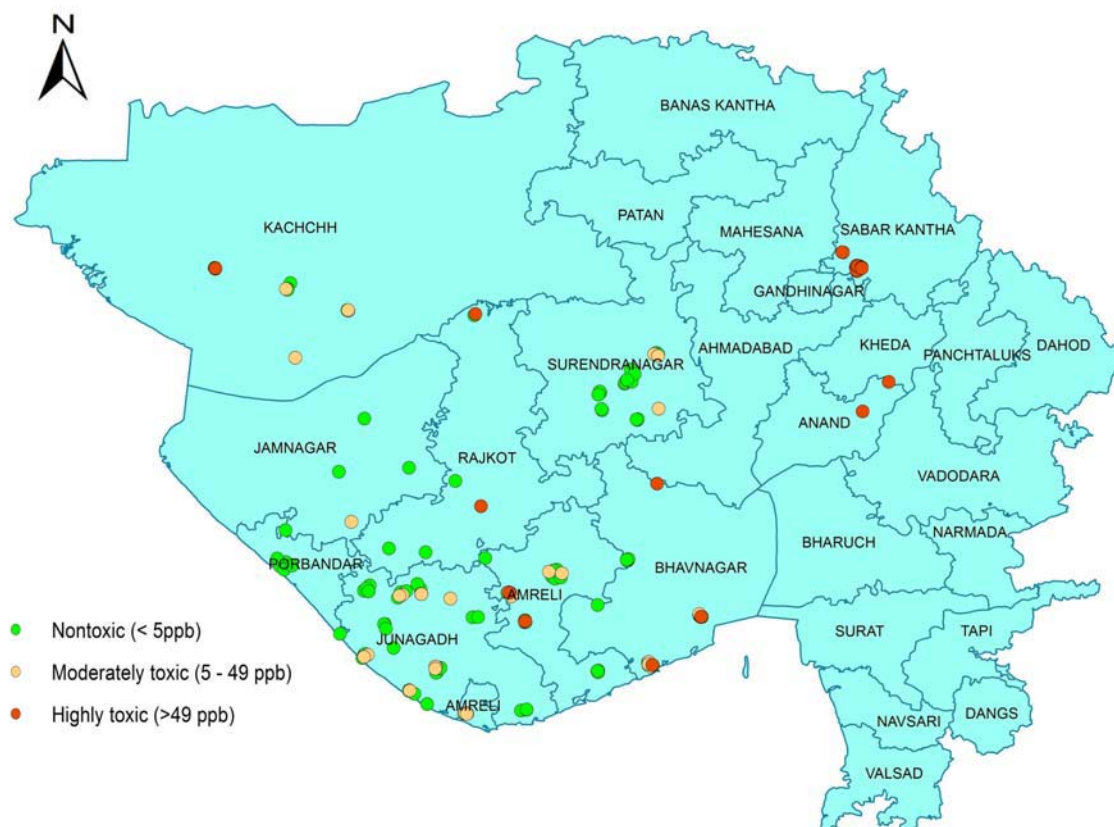 N
BANAS KANTHA
PATAN
KACHCHH
MAHESANA
SABAR KANTHA
GANDHINAGAR
AHMADABAD
KHEDA
PANCHTALUKS
DAHOD
SURENDRANAGAR
ANAND
JAMNAGAR
RAJKOT
VADODARA
NARMADA
BHARUCH
PORBANDAR
BHAVNAGAR
AMRELI
JUNAGADH
SURAT
TAPI
AMRELI
NAVSARI
DANGS
VALSAD
Nontoxic (< 5ppb)
Moderately toxic (5 - 49 ppb)
Highly toxic (>49 ppb)